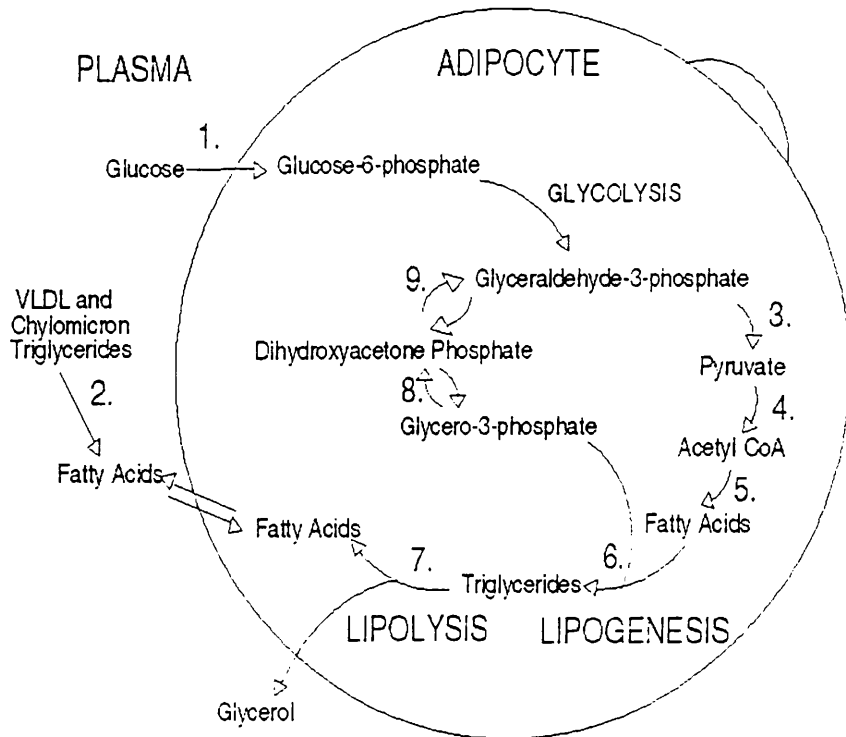 PLASMA
ADIPOCYTE
1.
Glucose
Glucose-6-phosphate
GLYCOLYSIS
9.
Glyceraldehyde-3-phosphate
VLDL and
Chylomicron
Triglycerides
3.
Dihydroxyacetone Phosphate
Pyruvate
2.
8.
4.
Glycero-3-phosphate
Acetyl CoA
Fatty Acids
5.
Fatty Acids
Fatty Acids
7.
6.
Triglycerides
LIPOLYSIS
LIPOGENESIS
Glycerol